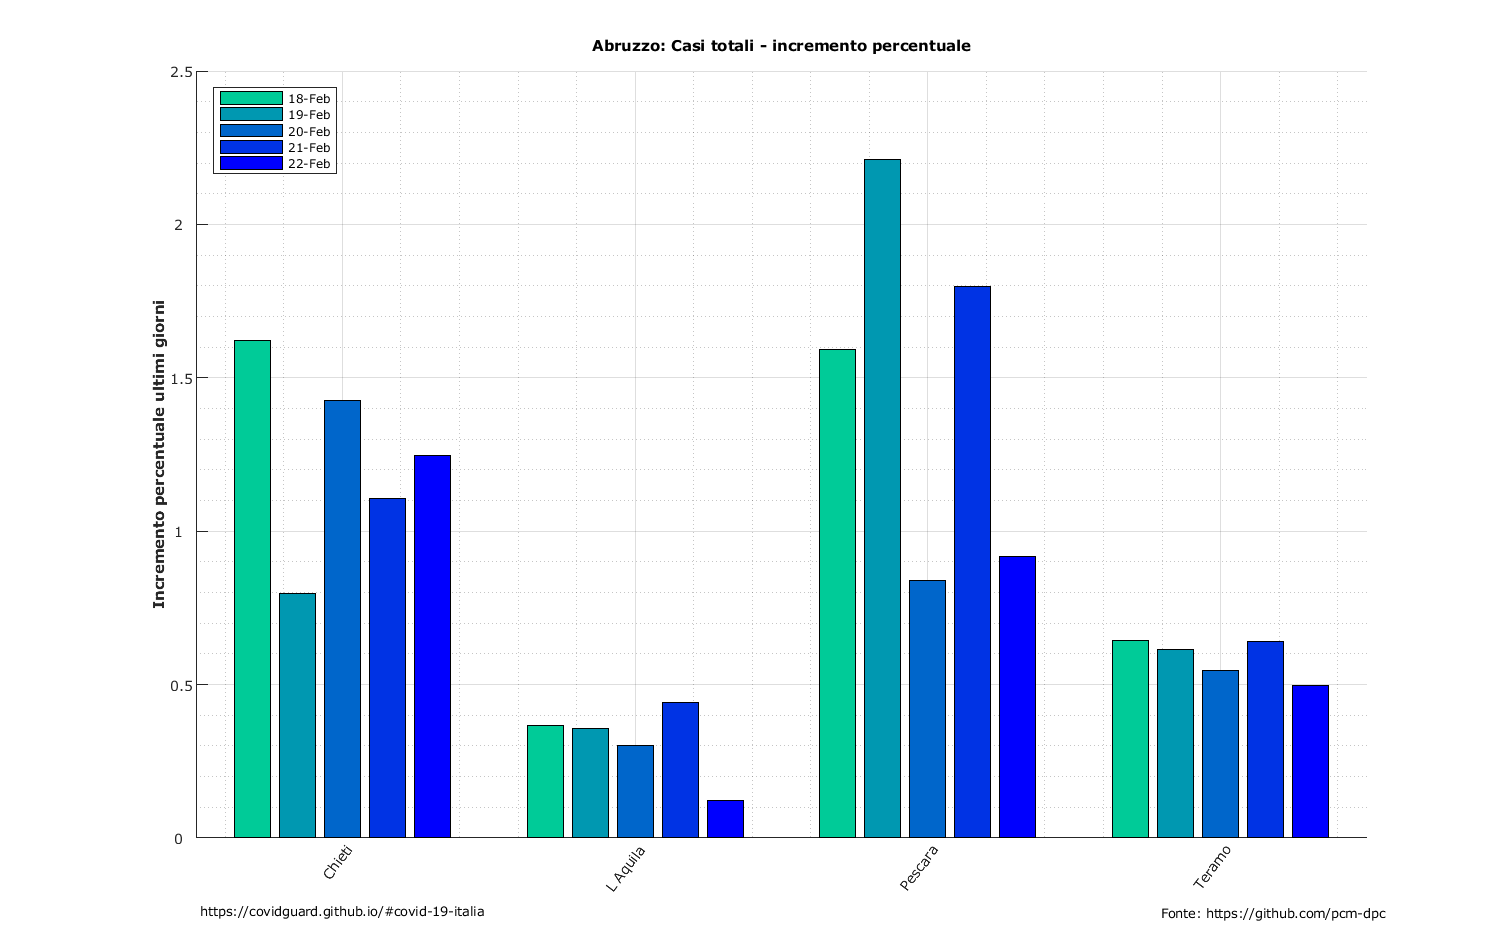 Abruzzo: Casi totali - incremento percentuale
2.5
2
1.5
1
0.5
0
Incremento percentuale ultimi giorni
18-Feb
19-Feb
20-Feb
21-Feb
22-Feb
Chieti
L Aquila
Pescara
Teramo
https://covidguard.github.io/#covid-19-italia
Fonte: https://github.com/pcm-dpc